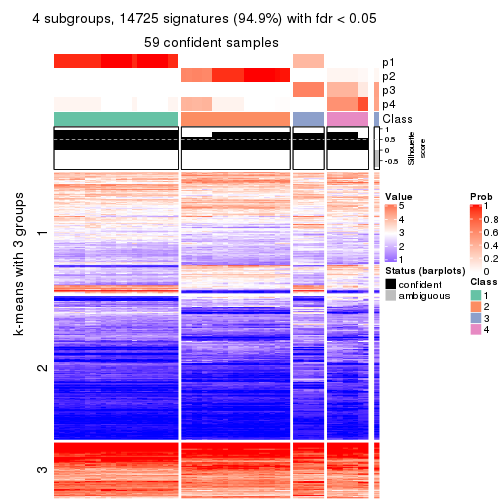 4 subgroups, 14725 signatures (94.9%) with fdr < 0.05
59 confident samples
p1
p2
p3
p4
Class
1
0.5
0
-0.5
Silhouette
score
k-means with 3 groups
1
2
3
Value
5
4
3
2
1
Status (barplots)
confident
ambiguous
Prob
1
0.8
0.6
0.4
0.2
0
Class
1
2
3
4